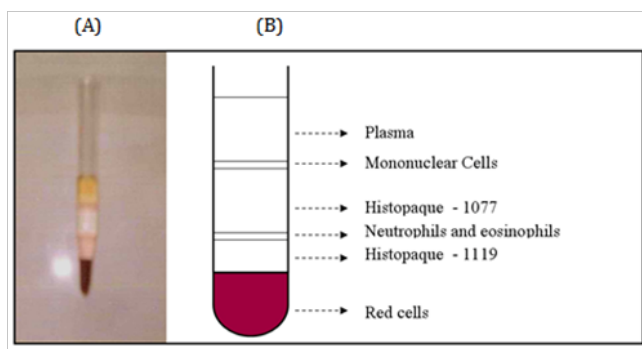 (A)
(B)
Plasma
Mononuclear Cells
Histopaque - 1077
Neutrophils and eosinophils
Histopaque - 1119
Red cells